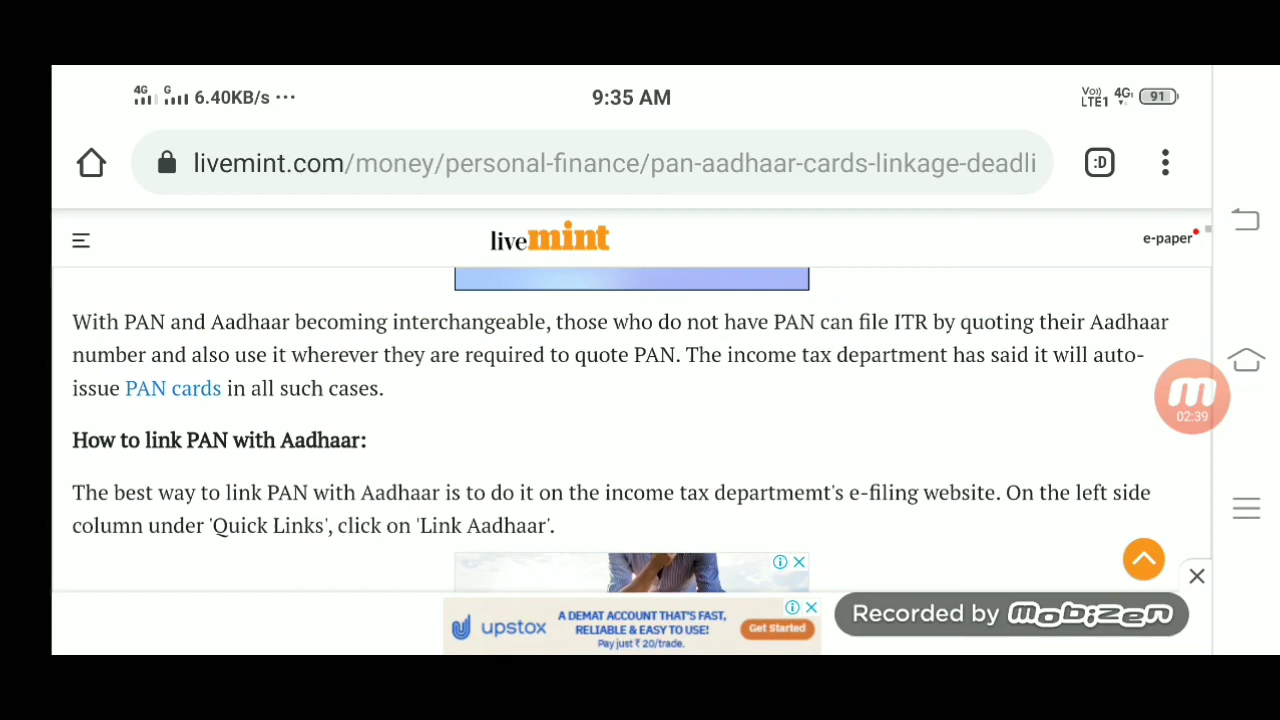 4G G 6.40KB/s ··· 9:35 AM Vo)) LTE1 4G 91
livemint.com/money/personal-finance/pan-aadhaar-cards-linkage-deadli :D
livemint e-paper
With PAN and Aadhaar becoming interchangeable, those who do not have PAN can file ITR by quoting their Aadhaar
number and also use it wherever they are required to quote PAN. The income tax department has said it will auto-
issue PAN cards in all such cases.
02:39
How to link PAN with Aadhaar:
The best way to link PAN with Aadhaar is to do it on the income tax departmemt's e-filing website. On the left side
column under 'Quick Links', click on 'Link Aadhaar'.
upstox
A DEMAT ACCOUNT THAT'S FAST,
RELIABLE & EASY TO USE!
Pay just ₹ 20/trade.
Get Started
Recorded by mobizen